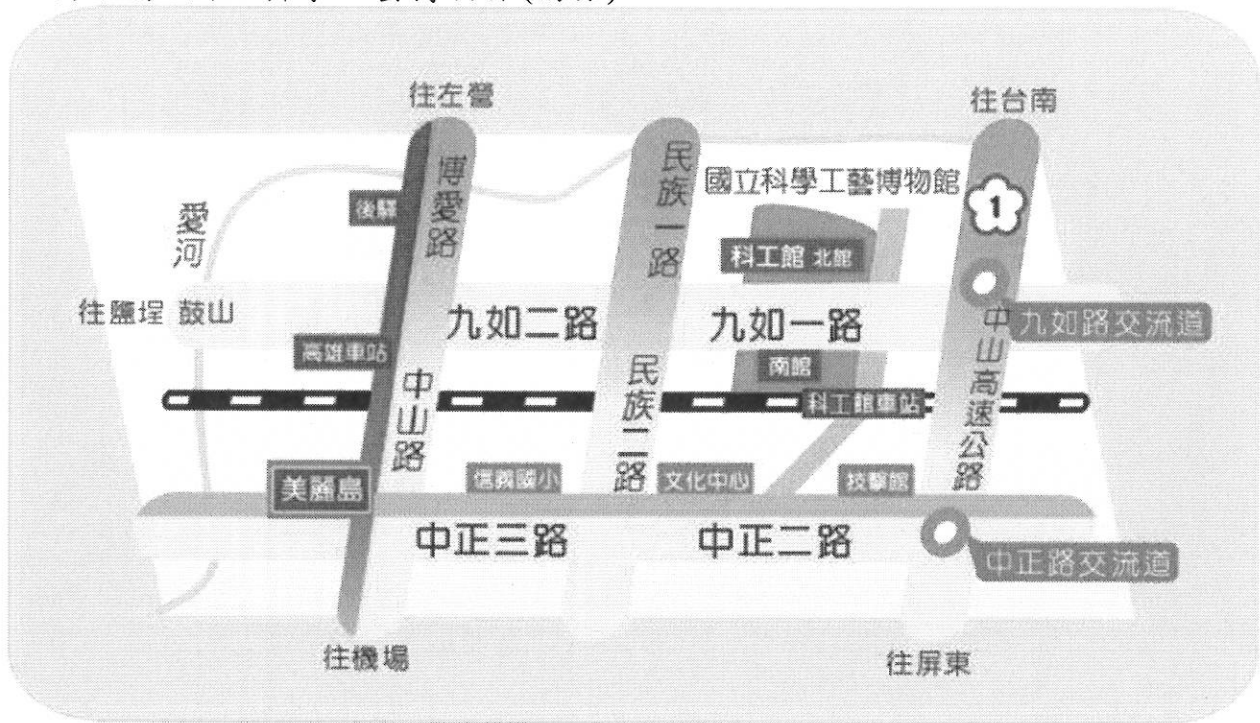 往左營
往台南
博愛路
民族一路
國立科學工藝博物館
1
後驛
愛河
科工館 北館
往鹽埕 鼓山
九如二路
九如一路
中山高速公路
九如路交流道
高雄車站
南館
中山路
民族二路
科工館車站
美麗島
信義國小
文化中心
技擊館
中正三路
中正二路
中正路交流道
往機場
往屏東